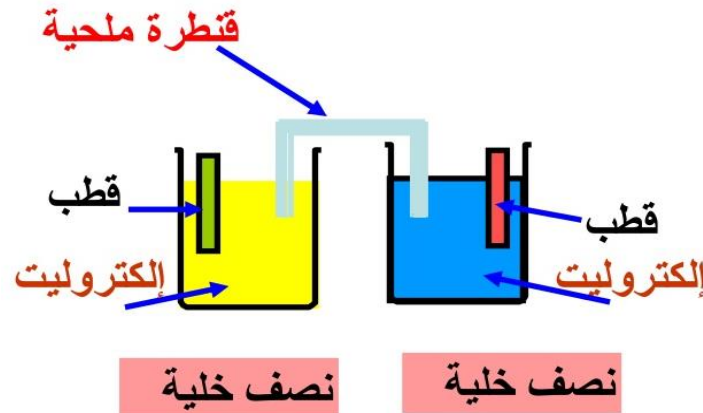 قنطرة ملحية
قطب
قطب
إلكتروليت
إلكتروليت
نصف خلية
نصف خلية